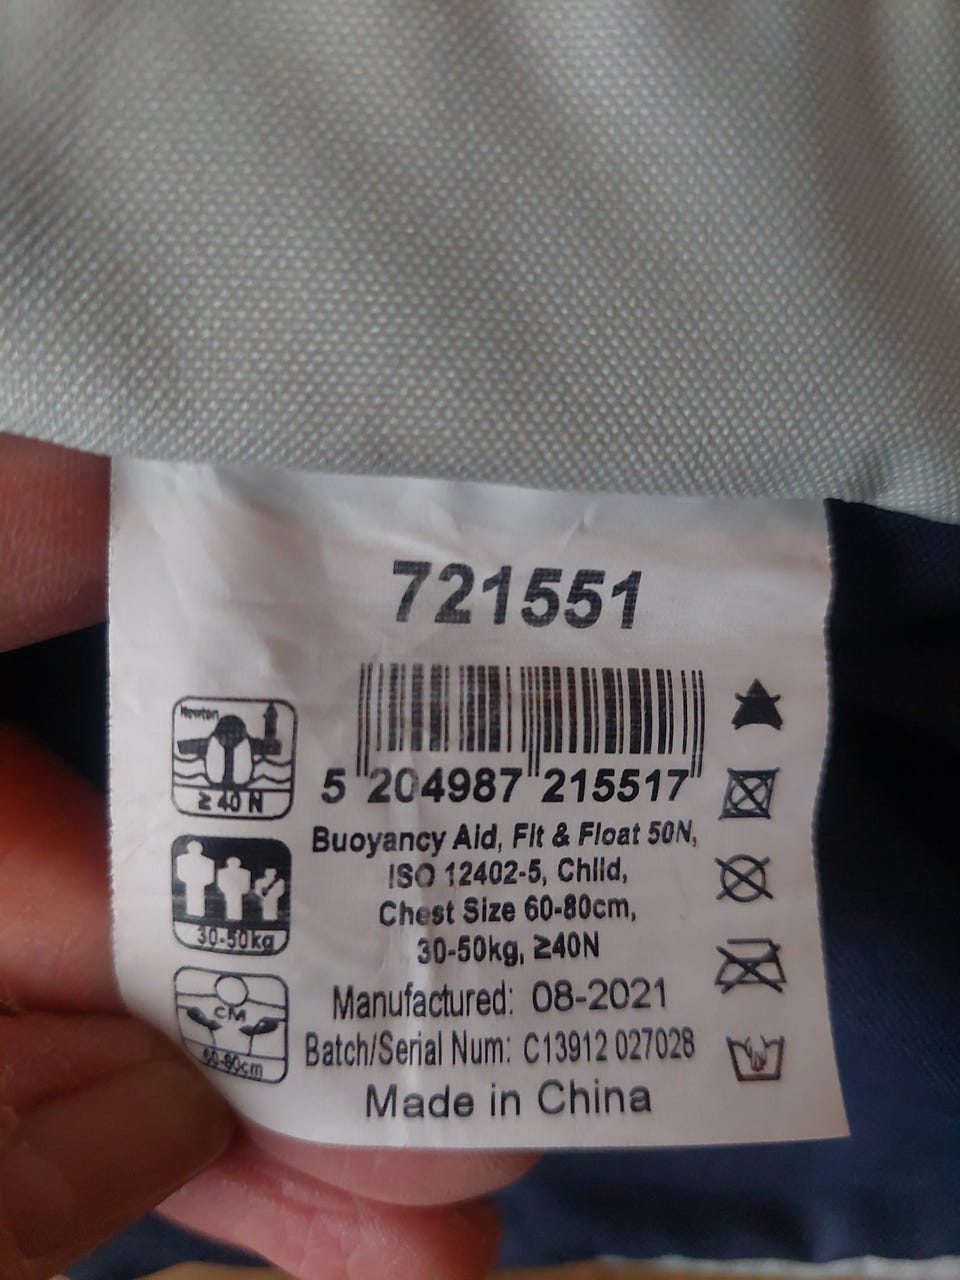 721551
5 204987 215517
Newton
≥ 40 N
30-50kg
CM
60-80cm
Buoyancy Aid, Fit & Float 50N,
ISO 12402-5, Child,
Chest Size 60-80cm,
30-50kg, ≥40N
Manufactured: 08-2021
Batch/Serial Num: C13912 027028
Made in China